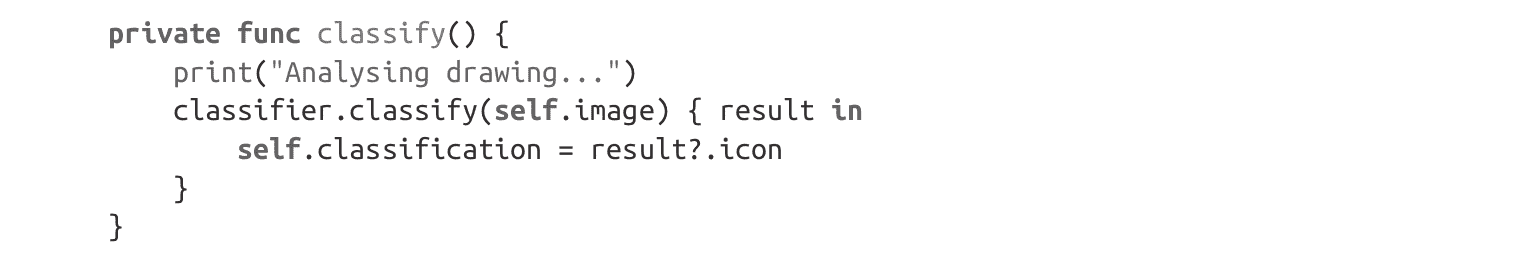 private func classify() {
    print("Analysing drawing...")
    classifier.classify(self.image) { result in
        self.classification = result?.icon
    }
}